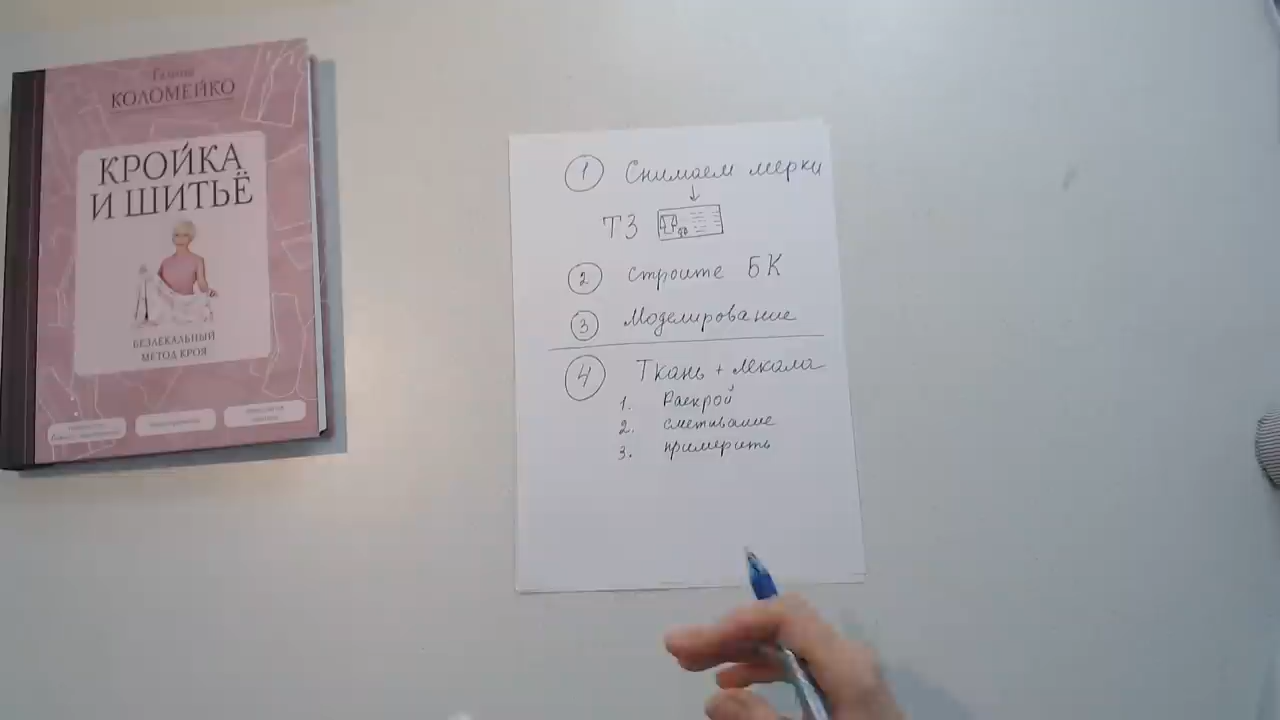 Галина
КОЛОМЕЙКО
КРОЙКА
И ШИТЬЁ
БЕЗЛЕКАЛЬНЫЙ
МЕТОД КРОЯ
1 Снимаем мерки
ТЗ
2 строите БК
3 Моделирование
4 Ткань + лекала
1. Раскрой
2. сметывание
3. примерить